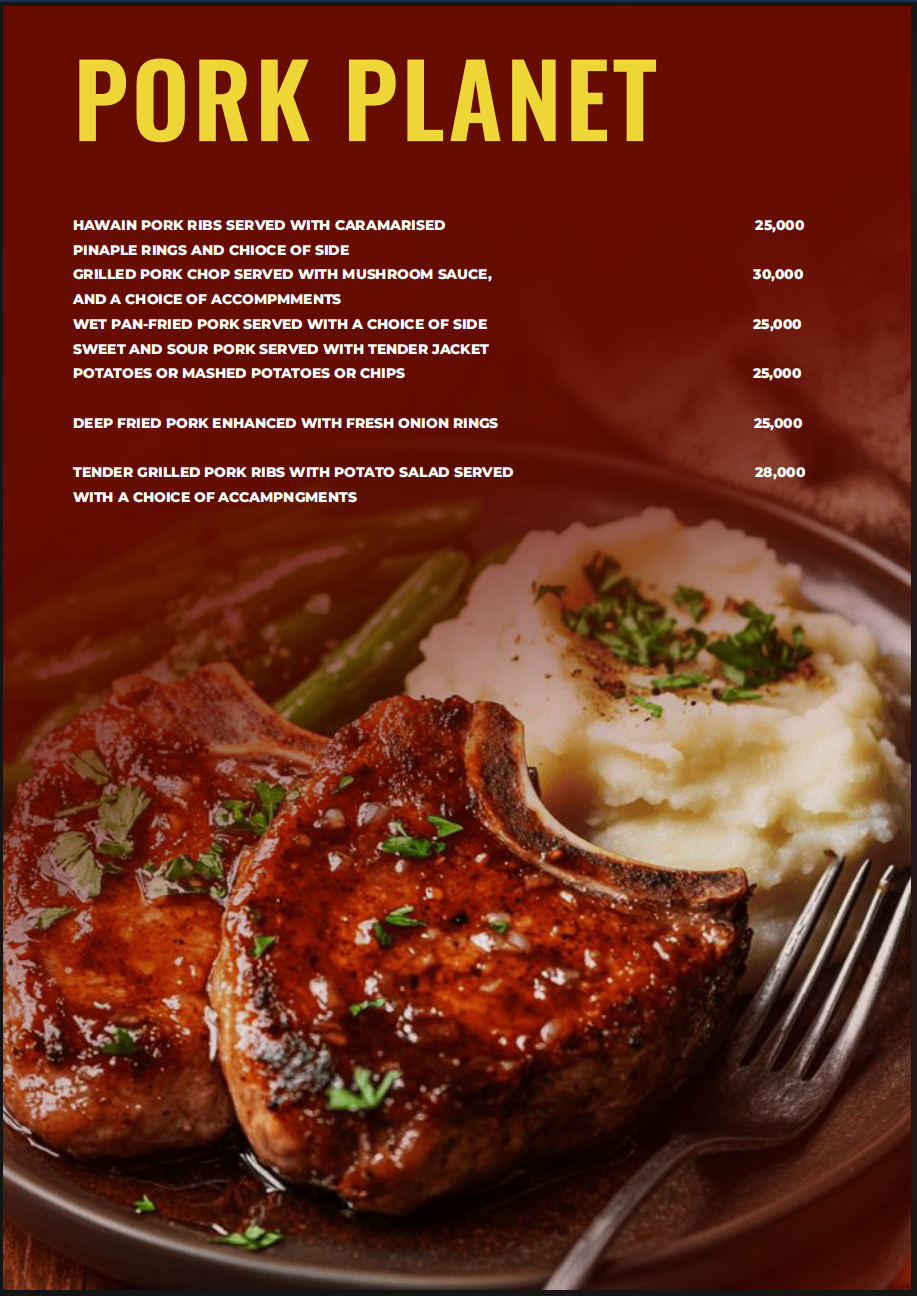 PORK PLANET
HAWAIN PORK RIBS SERVED WITH CARAMARISED 25,000
PINAPLE RINGS AND CHIOCE OF SIDE
GRILLED PORK CHOP SERVED WITH MUSHROOM SAUCE, 30,000
AND A CHOICE OF ACCOMPMMENTS
WET PAN-FRIED PORK SERVED WITH A CHOICE OF SIDE 25,000
SWEET AND SOUR PORK SERVED WITH TENDER JACKET
POTATOES OR MASHED POTATOES OR CHIPS 25,000
DEEP FRIED PORK ENHANCED WITH FRESH ONION RINGS 25,000
TENDER GRILLED PORK RIBS WITH POTATO SALAD SERVED 28,000
WITH A CHOICE OF ACCAMPNGMENTS